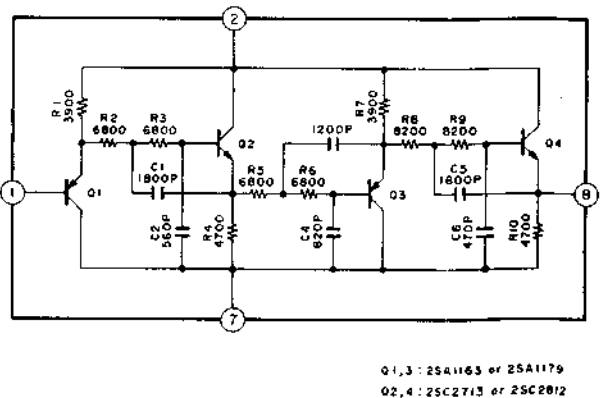 2
R1
3900
R2
6800
R3
6800
Q2
C1
1800P
Q1
1
C2
560P
R4
4700
R5
6800
R6
6800
1200P
C4
820P
R7
3900
R8
8200
R9
8200
Q4
Q3
C5
1800P
C6
470P
R10
4700
8
7
Q1,3 : 2SA1163 or 2SA1179
Q2,4 : 2SC2713 or 2SC2812